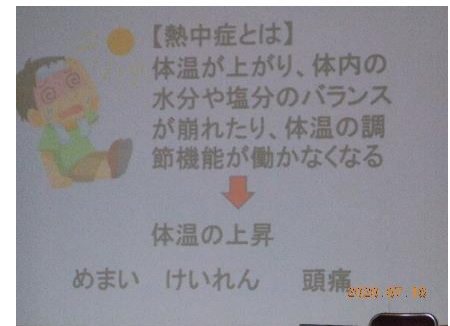 【熱中症とは】
体温が上がり、体内の
水分や塩分のバランス
が崩れたり、体温の調
節機能が働かなくなる
体温の上昇
めまい けいれん 頭痛
2020.07.10